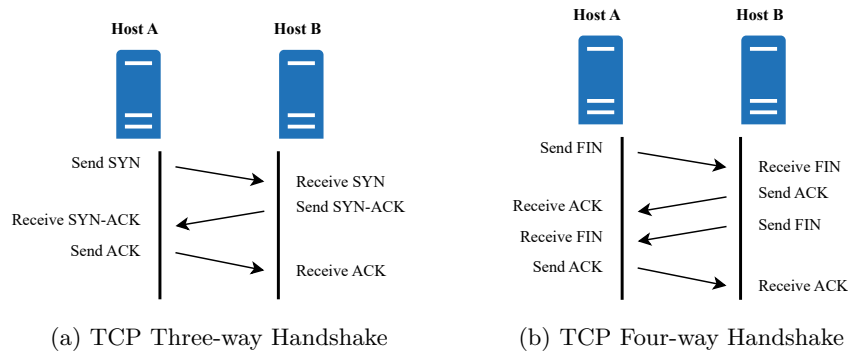 Host A
Host B
Send SYN
Receive SYN
Send SYN-ACK
Receive SYN-ACK
Send ACK
Receive ACK
(a) TCP Three-way Handshake
Host A
Host B
Send FIN
Receive FIN
Send ACK
Receive ACK
Send FIN
Receive FIN
Send ACK
Receive ACK
(b) TCP Four-way Handshake